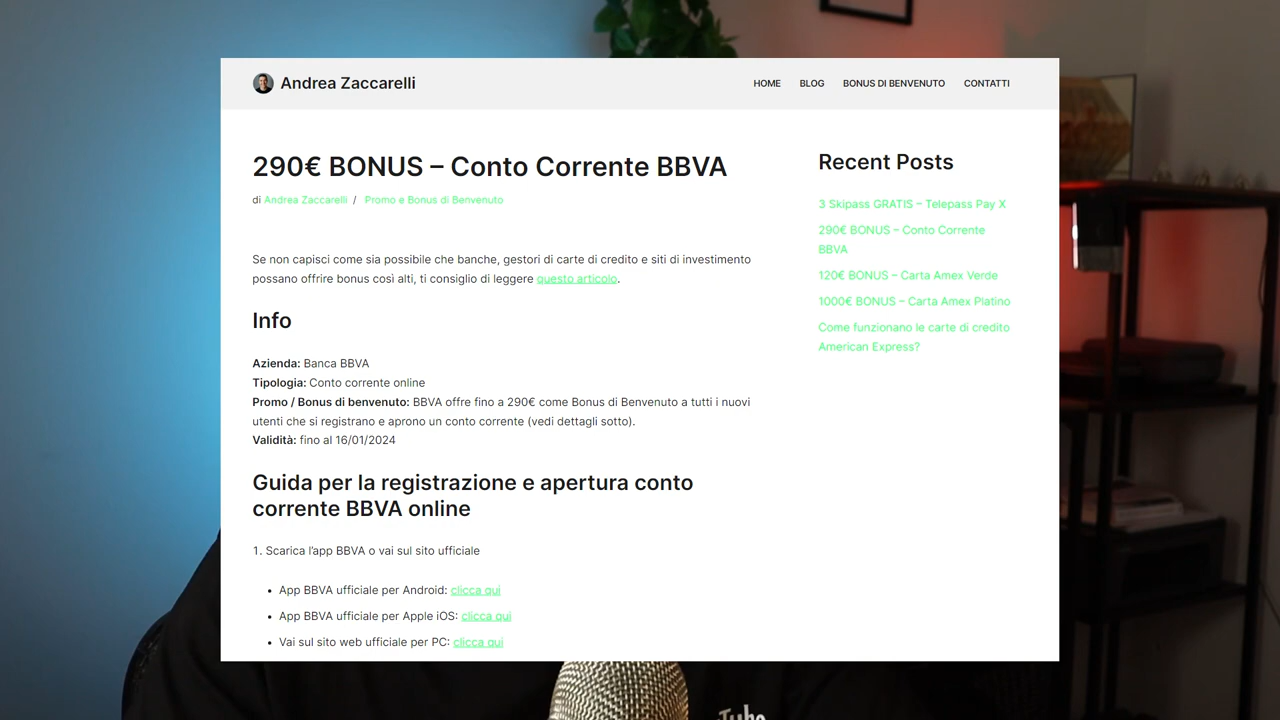 Andrea Zaccarelli
HOME BLOG BONUS DI BENVENUTO CONTATTI
290€ BONUS – Conto Corrente BBVA
di Andrea Zaccarelli / Promo e Bonus di Benvenuto
Se non capisci come sia possibile che banche, gestori di carte di credito e siti di investimento
possano offrire bonus così alti, ti consiglio di leggere questo articolo.
Info
Azienda: Banca BBVA
Tipologia: Conto corrente online
Promo / Bonus di benvenuto: BBVA offre fino a 290€ come Bonus di Benvenuto a tutti i nuovi
utenti che si registrano e aprono un conto corrente (vedi dettagli sotto).
Validità: fino al 16/01/2024
Guida per la registrazione e apertura conto
corrente BBVA online
1. Scarica l'app BBVA o vai sul sito ufficiale
• App BBVA ufficiale per Android: clicca qui
• App BBVA ufficiale per Apple iOS: clicca qui
• Vai sul sito web ufficiale per PC: clicca qui
Recent Posts
3 Skipass GRATIS – Telepass Pay X
290€ BONUS – Conto Corrente
BBVA
120€ BONUS – Carta Amex Verde
1000€ BONUS – Carta Amex Platino
Come funzionano le carte di credito
American Express?
Tube